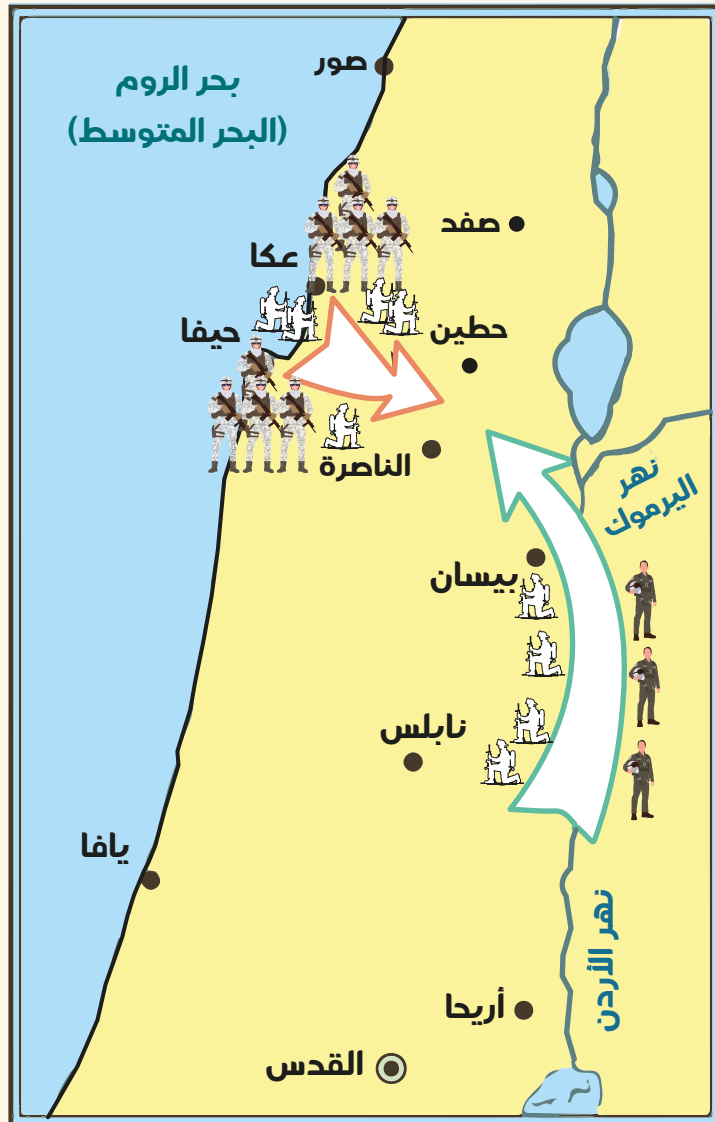 صور
بحر الروم
(البحر المتوسط)
صفد
عكا
حيفا
حطين
الناصرة
نهر
اليرموك
بيسان
نابلس
يافا
نهر الأردن
أريحا
القدس